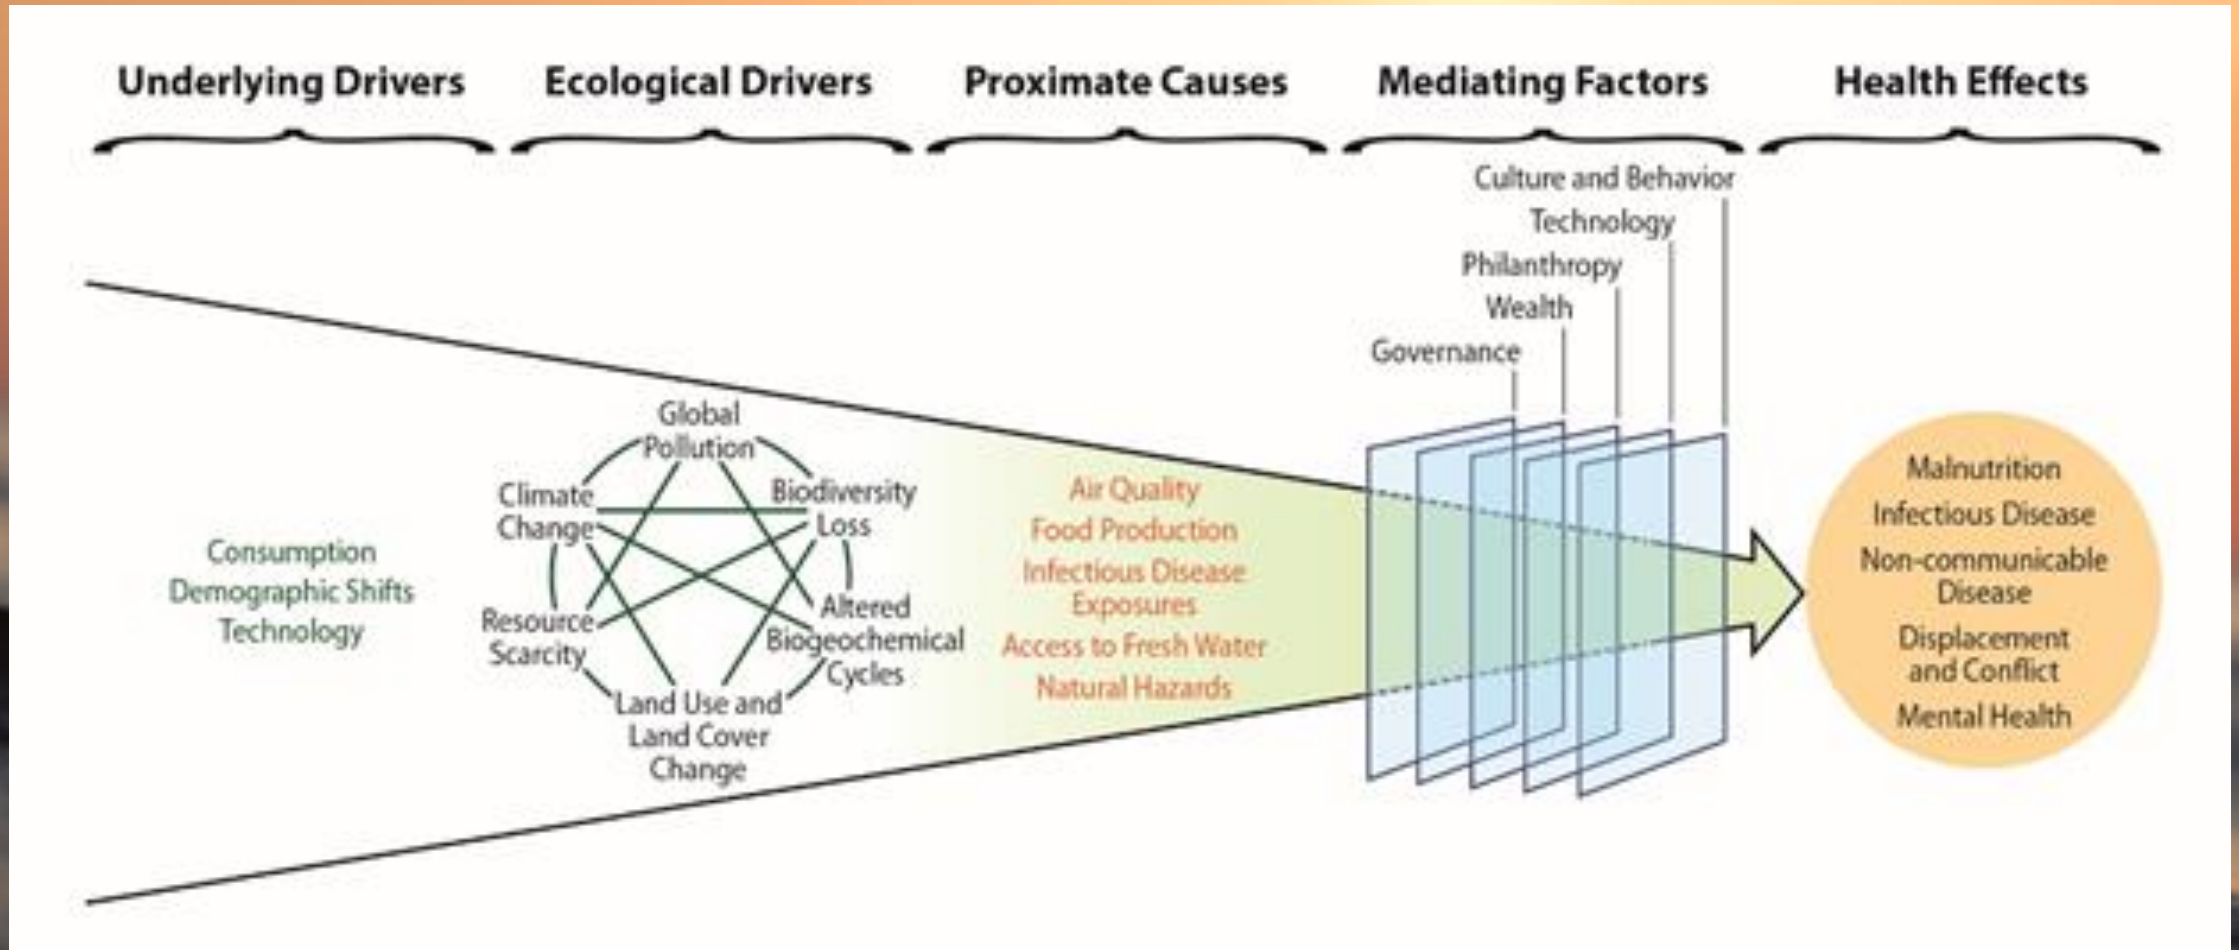 Underlying Drivers
Ecological Drivers
Proximate Causes
Mediating Factors
Health Effects
Consumption
Demographic Shifts
Technology
Global
Pollution
Climate
Change
Biodiversity
Loss
Resource
Scarcity
Altered
Biogeochemical
Cycles
Land Use and
Land Cover
Change
Air Quality
Food Production
Infectious Disease
Exposures
Access to Fresh Water
Natural Hazards
Culture and Behavior
Technology
Philanthropy
Wealth
Governance
Malnutrition
Infectious Disease
Non-communicable
Disease
Displacement
and Conflict
Mental Health